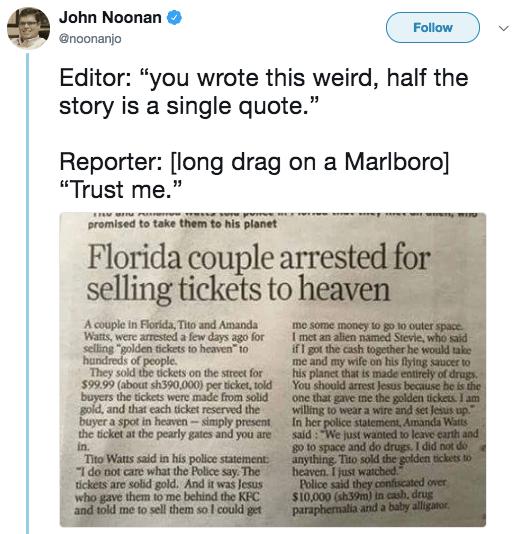 John Noonan
@noonanjo
Follow
Editor: “you wrote this weird, half the
story is a single quote.”
Reporter: [long drag on a Marlboro]
“Trust me.”
promised to take them to his planet
Florida couple arrested for
selling tickets to heaven
A couple in Florida, Tito and Amanda
Watts, were arrested a few days ago for
selling "golden tickets to heaven" to
hundreds of people.
They sold the tickets on the street for
$99.99 (about sh390,000) per ticket, told
buyers the tickets were made from solid
gold, and that each ticket reserved the
buyer a spot in heaven — simply present
the ticket at the pearly gates and you are
in.
Tito Watts said in his police statement:
"I do not care what the Police say. The
tickets are solid gold. And it was Jesus
who gave them to me behind the KFC
and told me to sell them so I could get
me some money to go to outer space.
I met an alien named Stevie, who said
if I got the cash together he would take
me and my wife on his flying saucer to
his planet that is made entirely of drugs.
You should arrest Jesus because he is the
one that gave me the golden tickets. I am
willing to wear a wire and set Jesus up."
In her police statement, Amanda Watts
said : "We just wanted to leave earth and
go to space and do drugs. I did not do
anything. Tito sold the golden tickets to
heaven. I just watched."
Police said they confiscated over
$10,000 (sh39m) in cash, drug
paraphernalia and a baby alligator.